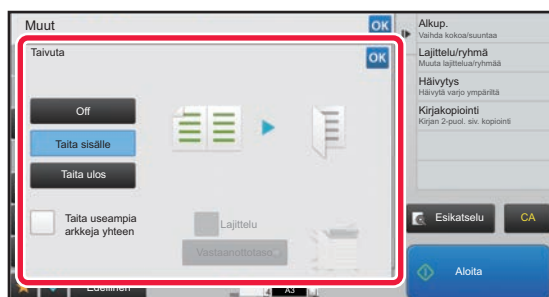 Muut
OK
Taivuta
OK
Off
Taita sisälle
Taita ulos
Taita useampia
arkkeja yhteen
Lajittelu
Vastaanottotaso
Edellinen
A3
Alkup.
Vaihda kokoa/suuntaa
Lajittelu/ryhmä
Muuta lajittelua/ryhmää
Häivytys
Häivytä varjo ympäriltä
Kirjakopiointi
Kirjan 2-puol. siv. kopiointi
Esikatselu
CA
Aloita